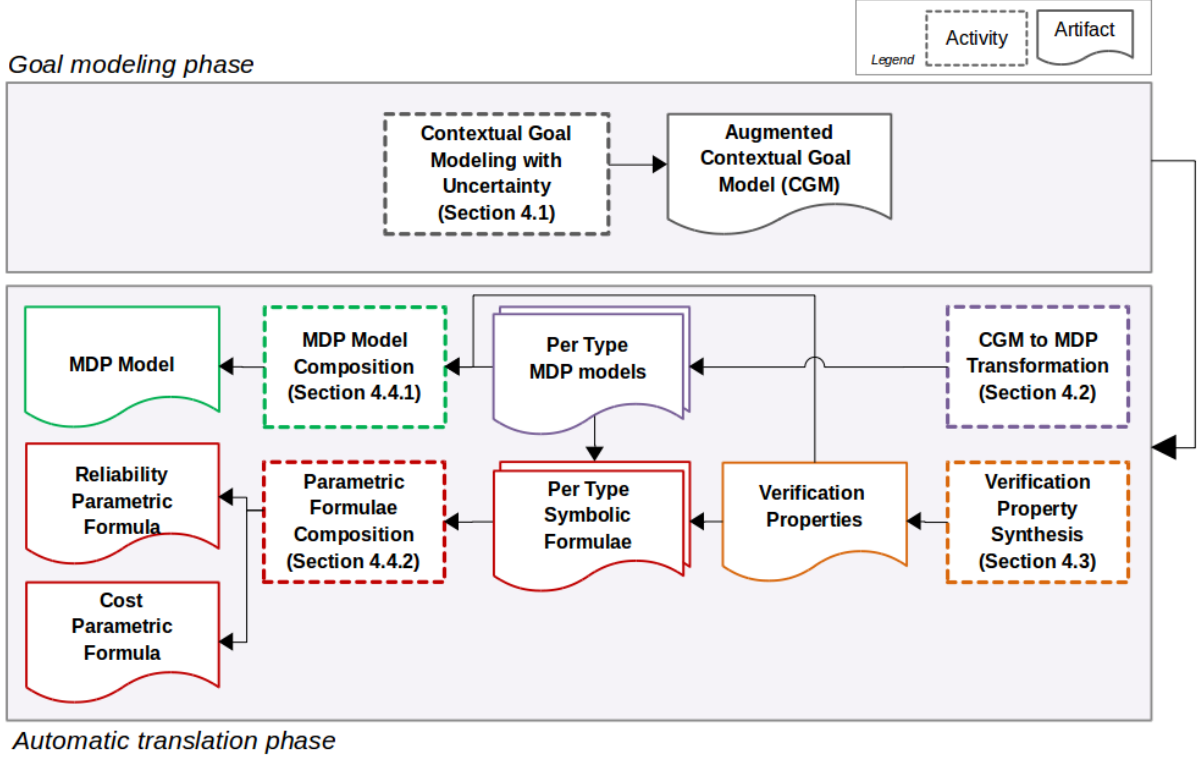 Legend
Activity
Artifact
Goal modeling phase
Contextual Goal
Modeling with
Uncertainty
(Section 4.1)
Augmented
Contextual Goal
Model (CGM)
MDP Model
MDP Model
Composition
(Section 4.4.1)
Per Type
MDP models
CGM to MDP
Transformation
(Section 4.2)
Reliability
Parametric
Formula
Parametric
Formulae
Composition
(Section 4.4.2)
Per Type
Symbolic
Formulae
Verification
Properties
Verification
Property
Synthesis
(Section 4.3)
Cost
Parametric
Formula
Automatic translation phase